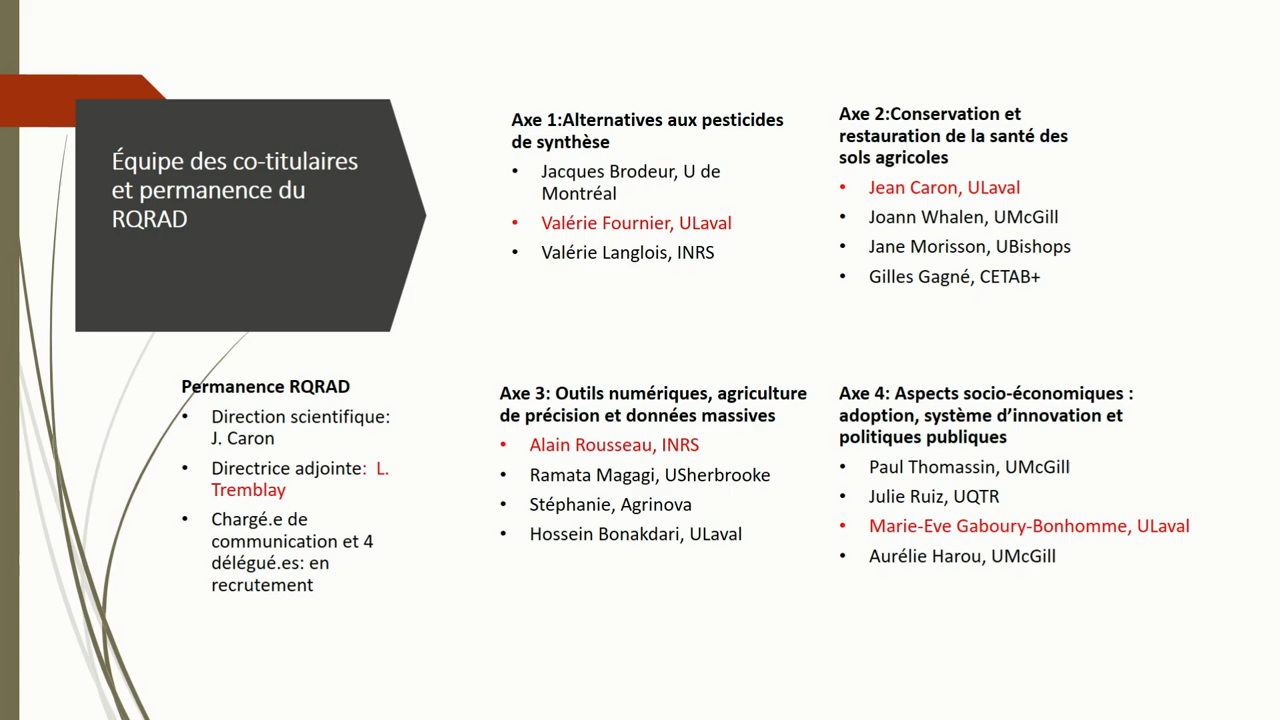 Équipe des co-titulaires
et permanence du
RQRAD
Axe 1:Alternatives aux pesticides
de synthèse
• Jacques Brodeur, U de
Montréal
• Valérie Fournier, ULaval
• Valérie Langlois, INRS
Axe 2:Conservation et
restauration de la santé des
sols agricoles
• Jean Caron, ULaval
• Joann Whalen, UMcGill
• Jane Morisson, UBishops
• Gilles Gagné, CETAB+
Permanence RQRAD
• Direction scientifique:
J. Caron
• Directrice adjointe: L.
Tremblay
• Chargé.e de
communication et 4
délégué.es: en
recrutement
Axe 3: Outils numériques, agriculture
de précision et données massives
• Alain Rousseau, INRS
• Ramata Magagi, USherbrooke
• Stéphanie, Agrinova
• Hossein Bonakdari, ULaval
Axe 4: Aspects socio-économiques :
adoption, système d’innovation et
politiques publiques
• Paul Thomassin, UMcGill
• Julie Ruiz, UQTR
• Marie-Eve Gaboury-Bonhomme, ULaval
• Aurélie Harou, UMcGill